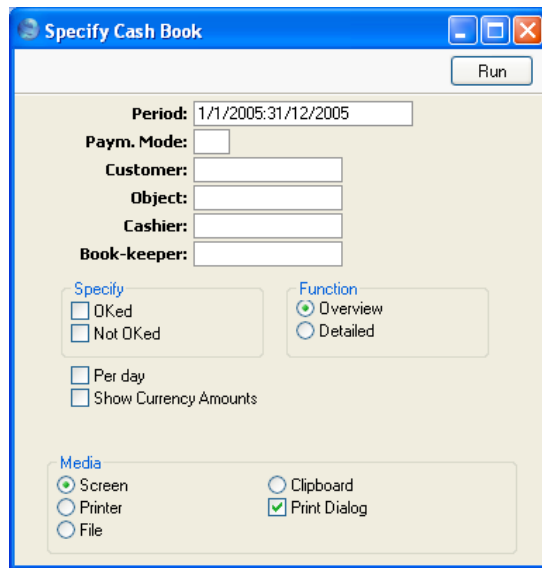 Specify Cash Book
Run
Period: 1/1/2005:31/12/2005
Paym. Mode:
Customer:
Object:
Cashier:
Book-keeper:
Specify
OKed
Not OKed
Function
Overview
Detailed
Per day
Show Currency Amounts
Media
Screen
Printer
File
Clipboard
Print Dialog